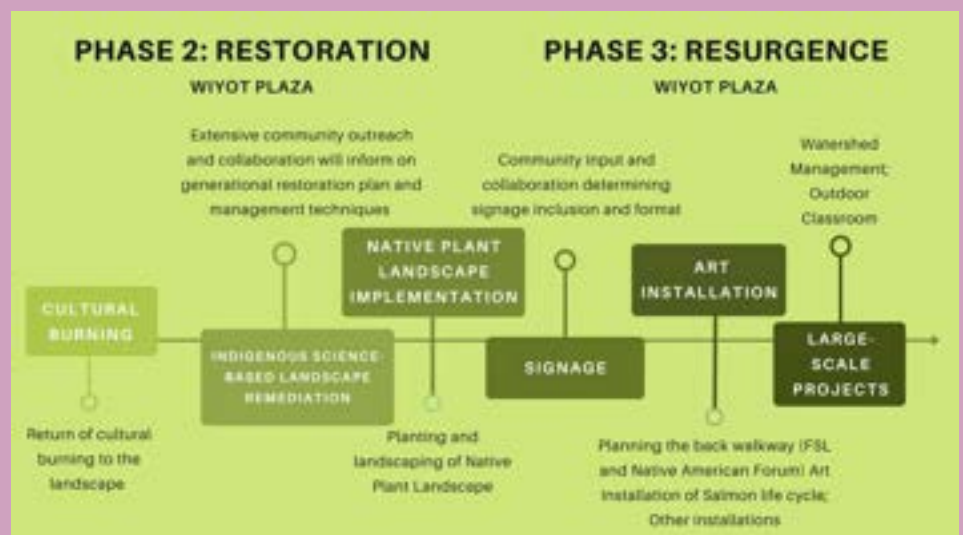 PHASE 2: RESTORATION
WIYOT PLAZA
PHASE 3: RESURGENCE
WIYOT PLAZA
Extensive community outreach
and collaboration will inform on
generational restoration plan and
management techniques
Community input and
collaboration determining
signage inclusion and format
Watershed
Management;
Outdoor
Classroom
CULTURAL
BURNING
INDIGENOUS SCIENCE-
BASED LANDSCAPE
REMEDIATION
NATIVE PLANT
LANDSCAPE
IMPLEMENTATION
SIGNAGE
ART
INSTALLATION
LARGE-
SCALE
PROJECTS
Return of cultural
burning to the
landscape
Planting and
landscaping of Native
Plant Landscape
Planning the back walkway (FSL
and Native American Forum) Art
Installation of Salmon life cycle;
Other installations